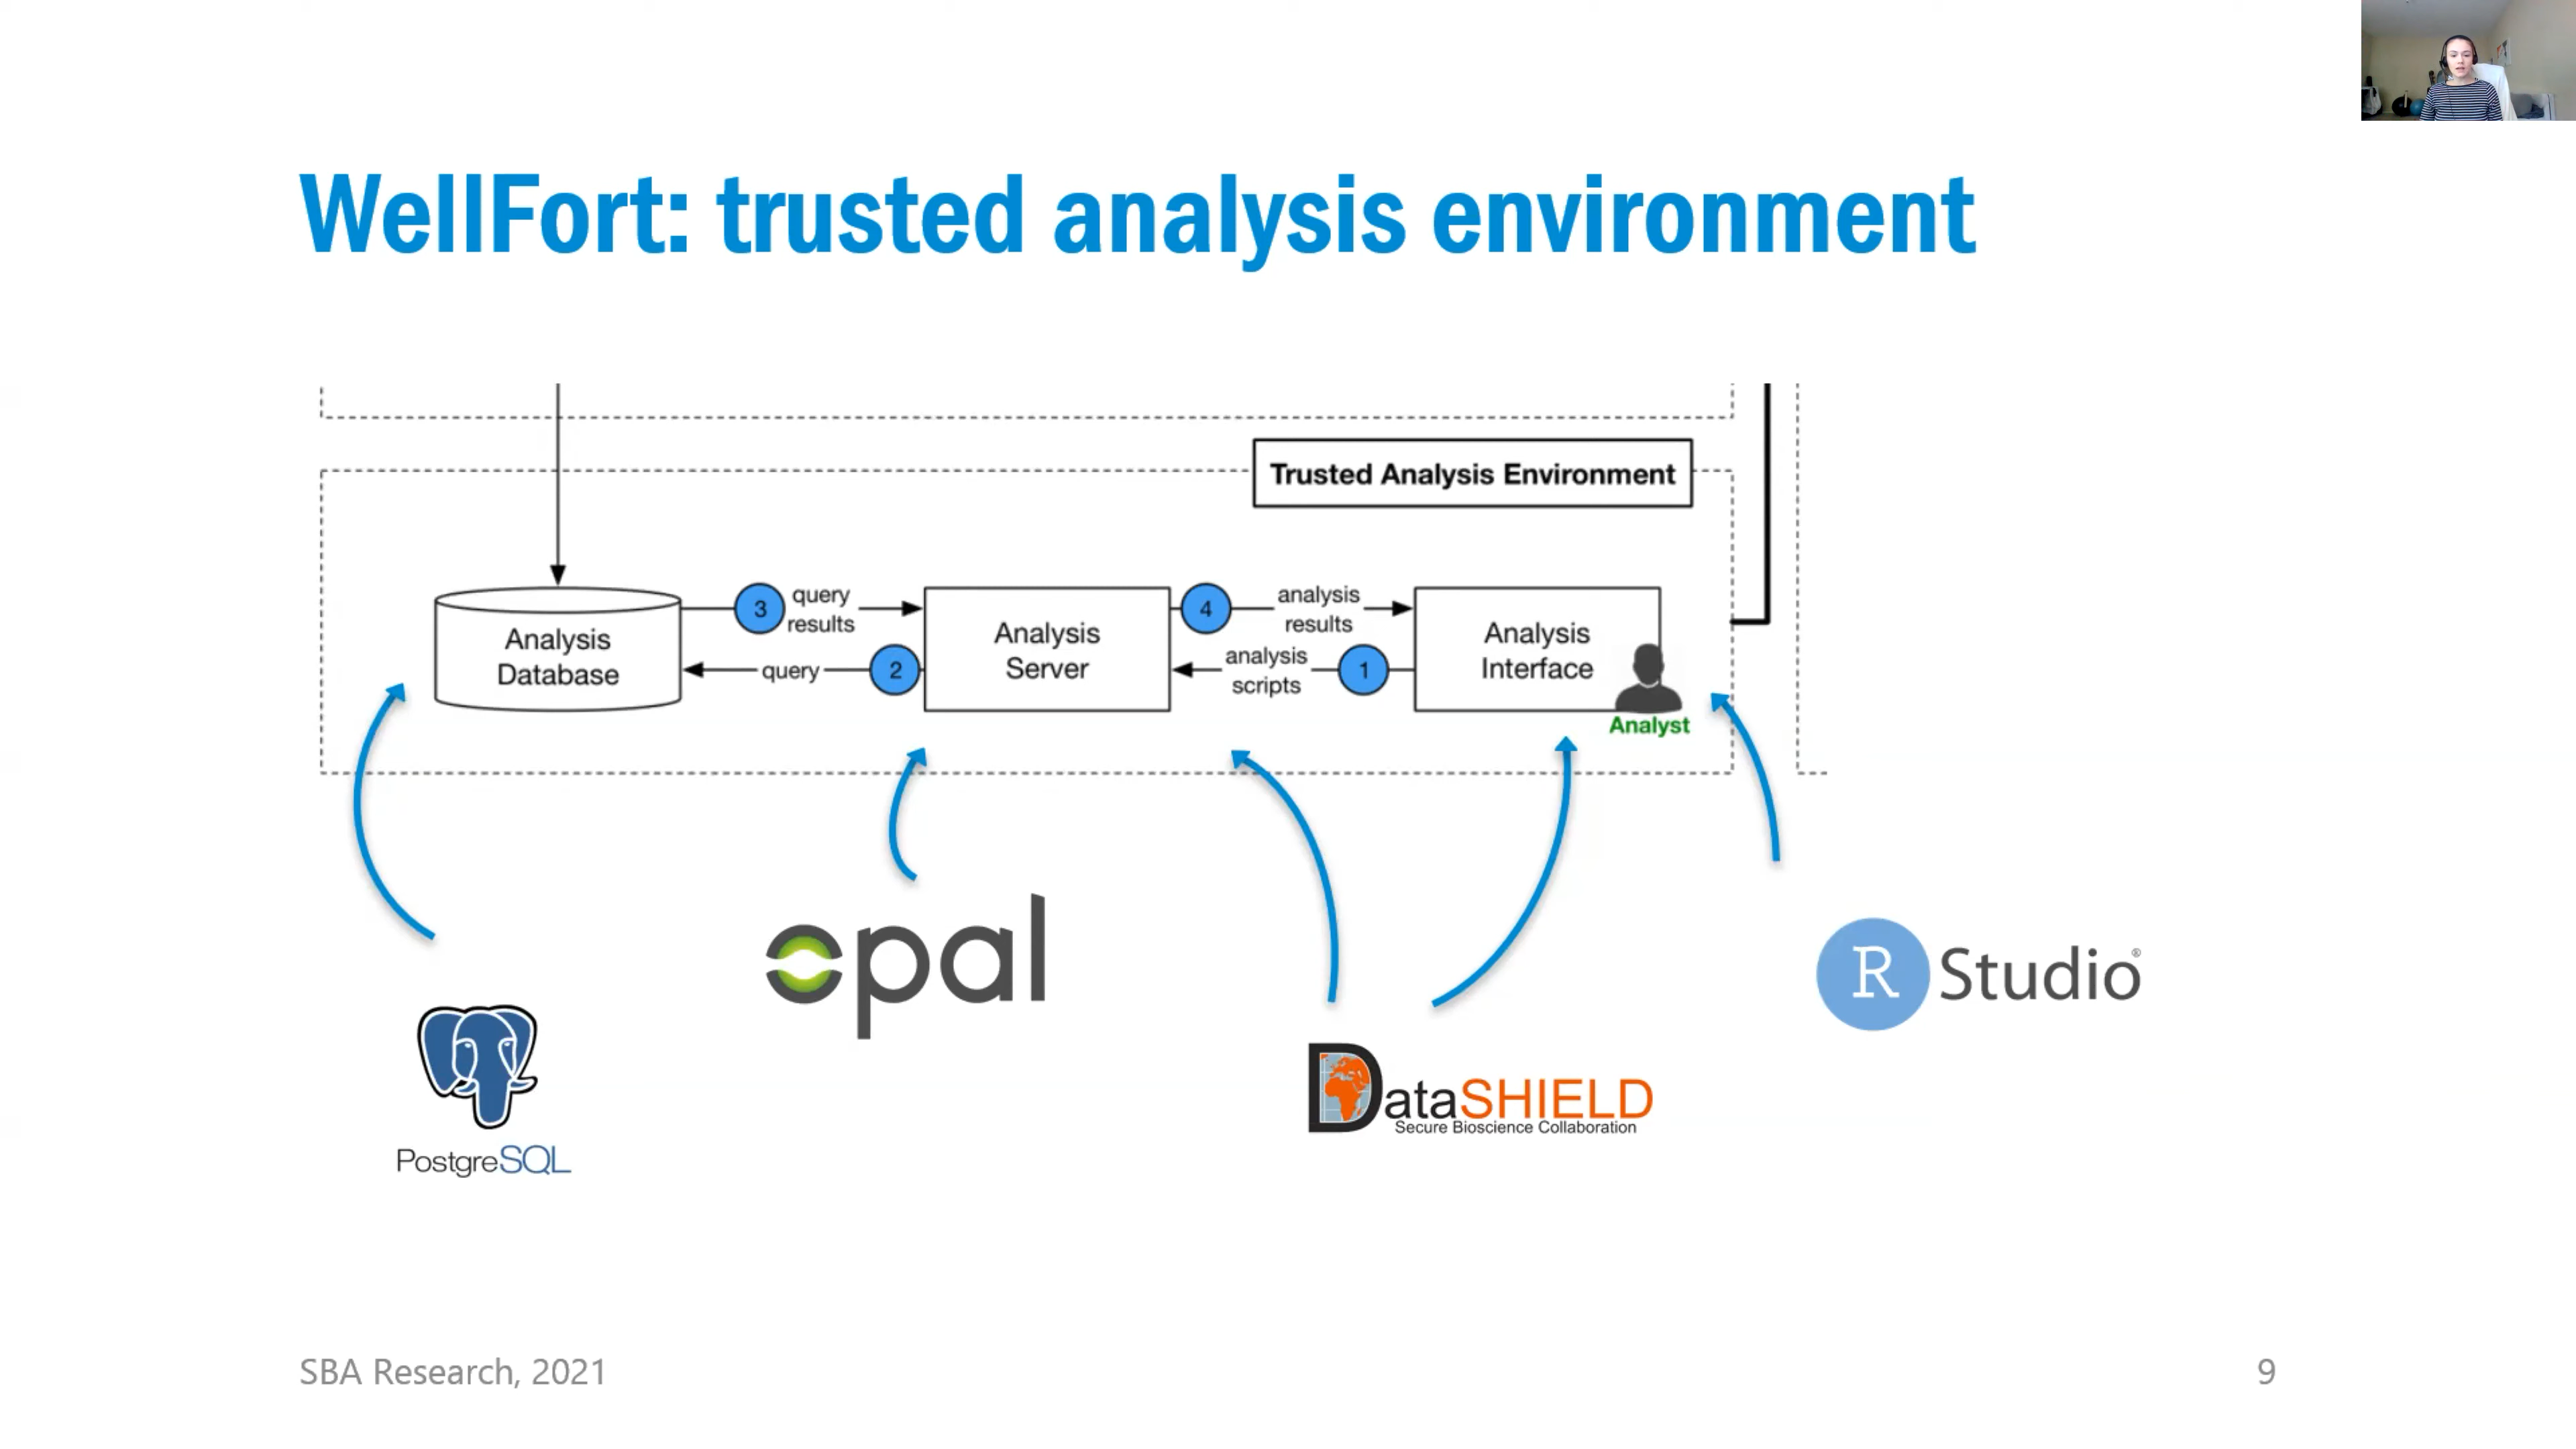 WellFort: trusted analysis environment
Trusted Analysis Environment
Analysis
Database
3
query
results
query
2
Analysis
Server
4
analysis
results
analysis
scripts
1
Analysis
Interface
Analyst
PostgreSQL
opal
DataSHIELD
Secure Bioscience Collaboration
R Studio®
SBA Research, 2021
9